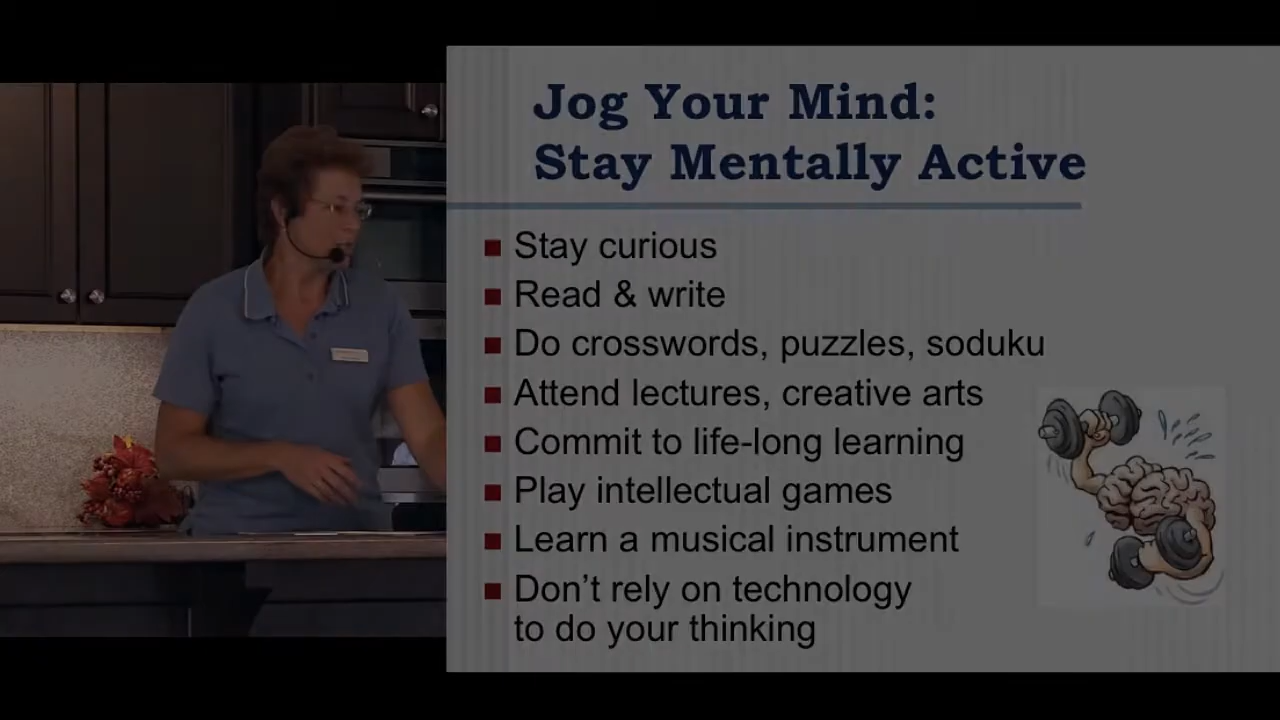 Jog Your Mind:
Stay Mentally Active
Stay curious
Read & write
Do crosswords, puzzles, soduku
Attend lectures, creative arts
Commit to life-long learning
Play intellectual games
Learn a musical instrument
Don’t rely on technology
to do your thinking